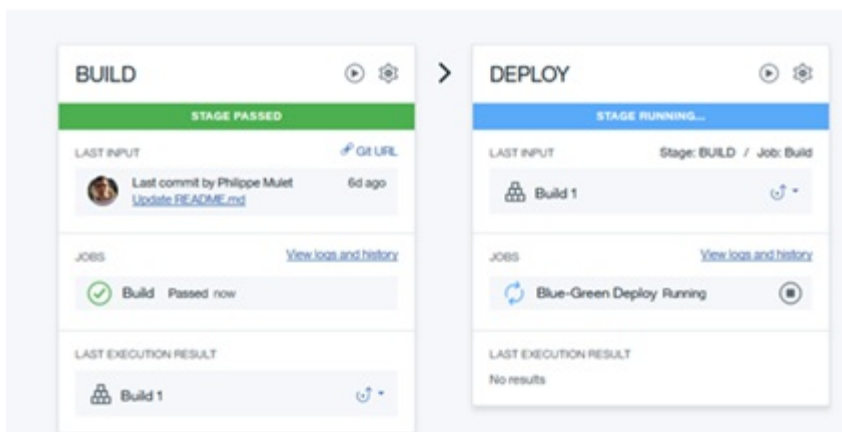 BUILD
STAGE PASSED
LAST INPUT Git URL
Last commit by Philippe Mulet 6d ago
Update README.md
JOBS View logs and history
Build Passed now
LAST EXECUTION RESULT
Build 1
DEPLOY
STAGE RUNNING...
LAST INPUT Stage: BUILD / Job: Build
Build 1
JOBS View logs and history
Blue-Green Deploy Running
LAST EXECUTION RESULT
No results